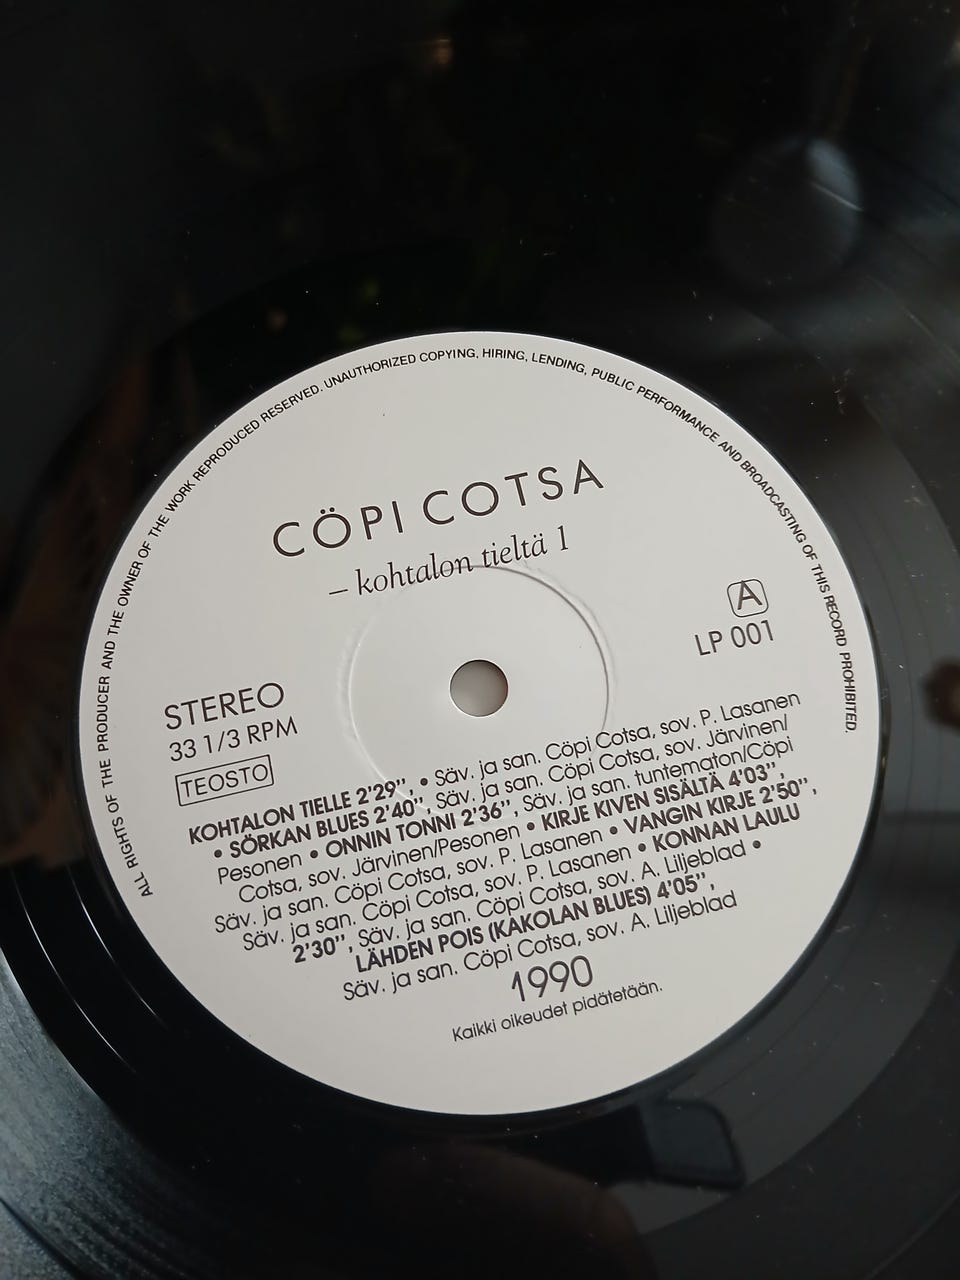 ALL RIGHTS OF THE PRODUCER AND THE OWNER OF THE WORK REPRODUCED RESERVED. UNAUTHORIZED COPYING, HIRING, LENDING, PUBLIC PERFORMANCE AND BROADCASTING OF THIS RECORD PROHIBITED.
CÖPI COTSA
– kohtalon tieltä 1
A
LP 001
STEREO
33 1/3 RPM
TEOSTO
KOHTALON TIELLE 2'29", • Säv. ja san. Cöpi Cotsa, sov. P. Lasanen
• SÖRKAN BLUES 2'40", Säv. ja san. Cöpi Cotsa, sov. Järvinen/
Pesonen • ONNIN TONNI 2'36", Säv. ja san. tuntematon/Cöpi
Cotsa, sov. Järvinen/Pesonen • KIRJE KIVEN SISÄLTÄ 4'03",
Säv. ja san. Cöpi Cotsa, sov. P. Lasanen • VANGIN KIRJE 2'50",
Säv. ja san. Cöpi Cotsa, sov. P. Lasanen • KONNAN LAULU
2'30", Säv. ja san. Cöpi Cotsa, sov. A. Liljeblad •
LÄHDEN POIS (KAKOLAN BLUES) 4'05",
Säv. ja san. Cöpi Cotsa, sov. A. Liljeblad
1990
Kaikki oikeudet pidätetään.